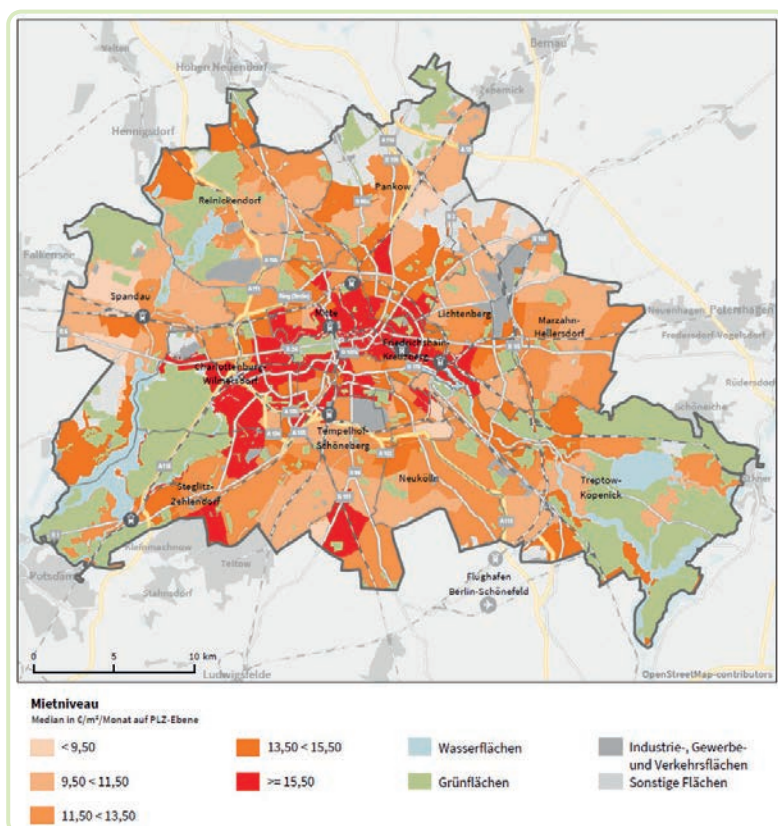 Velten
Hohen Neuendorf
Bernau
Zepernick
Hennigsdorf
Pankow
Reinickendorf
Falkensee
Spandau
Mitte
Lichtenberg
Marzahn-
Hellersdorf
Neuenhagen
Petershagen
Fredersdorf-Vogelsdorf
Friedrichshain-
Kreuzberg
Charlottenburg-
Wilmersdorf
Rüdersdorf
Schöneiche
Tempelhof-
Schöneberg
Neukölln
Treptow-
Köpenick
Steglitz-
Zehlendorf
Kleinmachnow
Potsdam
Teltow
Stahnsdorf
Flughafen
Berlin-Schönefeld
0 5 10 km
Ludwigsfelde
OpenStreetMap-contributors
Mietniveau
Median in €/m²/Monat auf PLZ-Ebene
< 9,50
13,50 < 15,50
Wasserflächen
Industrie-, Gewerbe-
und Verkehrsflächen
9,50 < 11,50
>= 15,50
Grünflächen
Sonstige Flächen
11,50 < 13,50